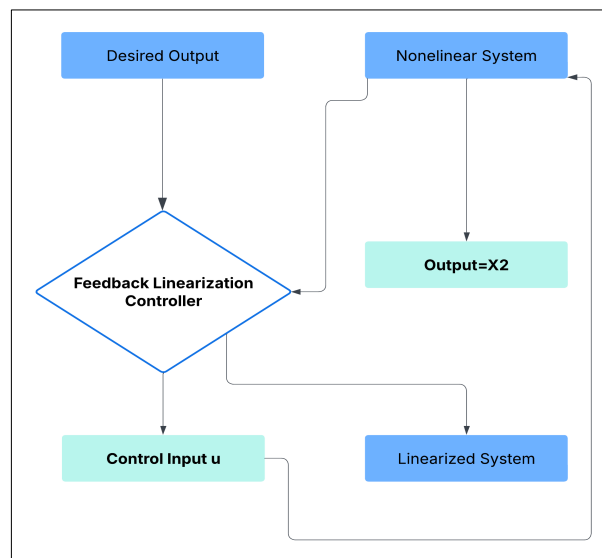 Desired Output
Nonelinear System
Feedback Linearization
Controller
Output=X2
Control Input u
Linearized System